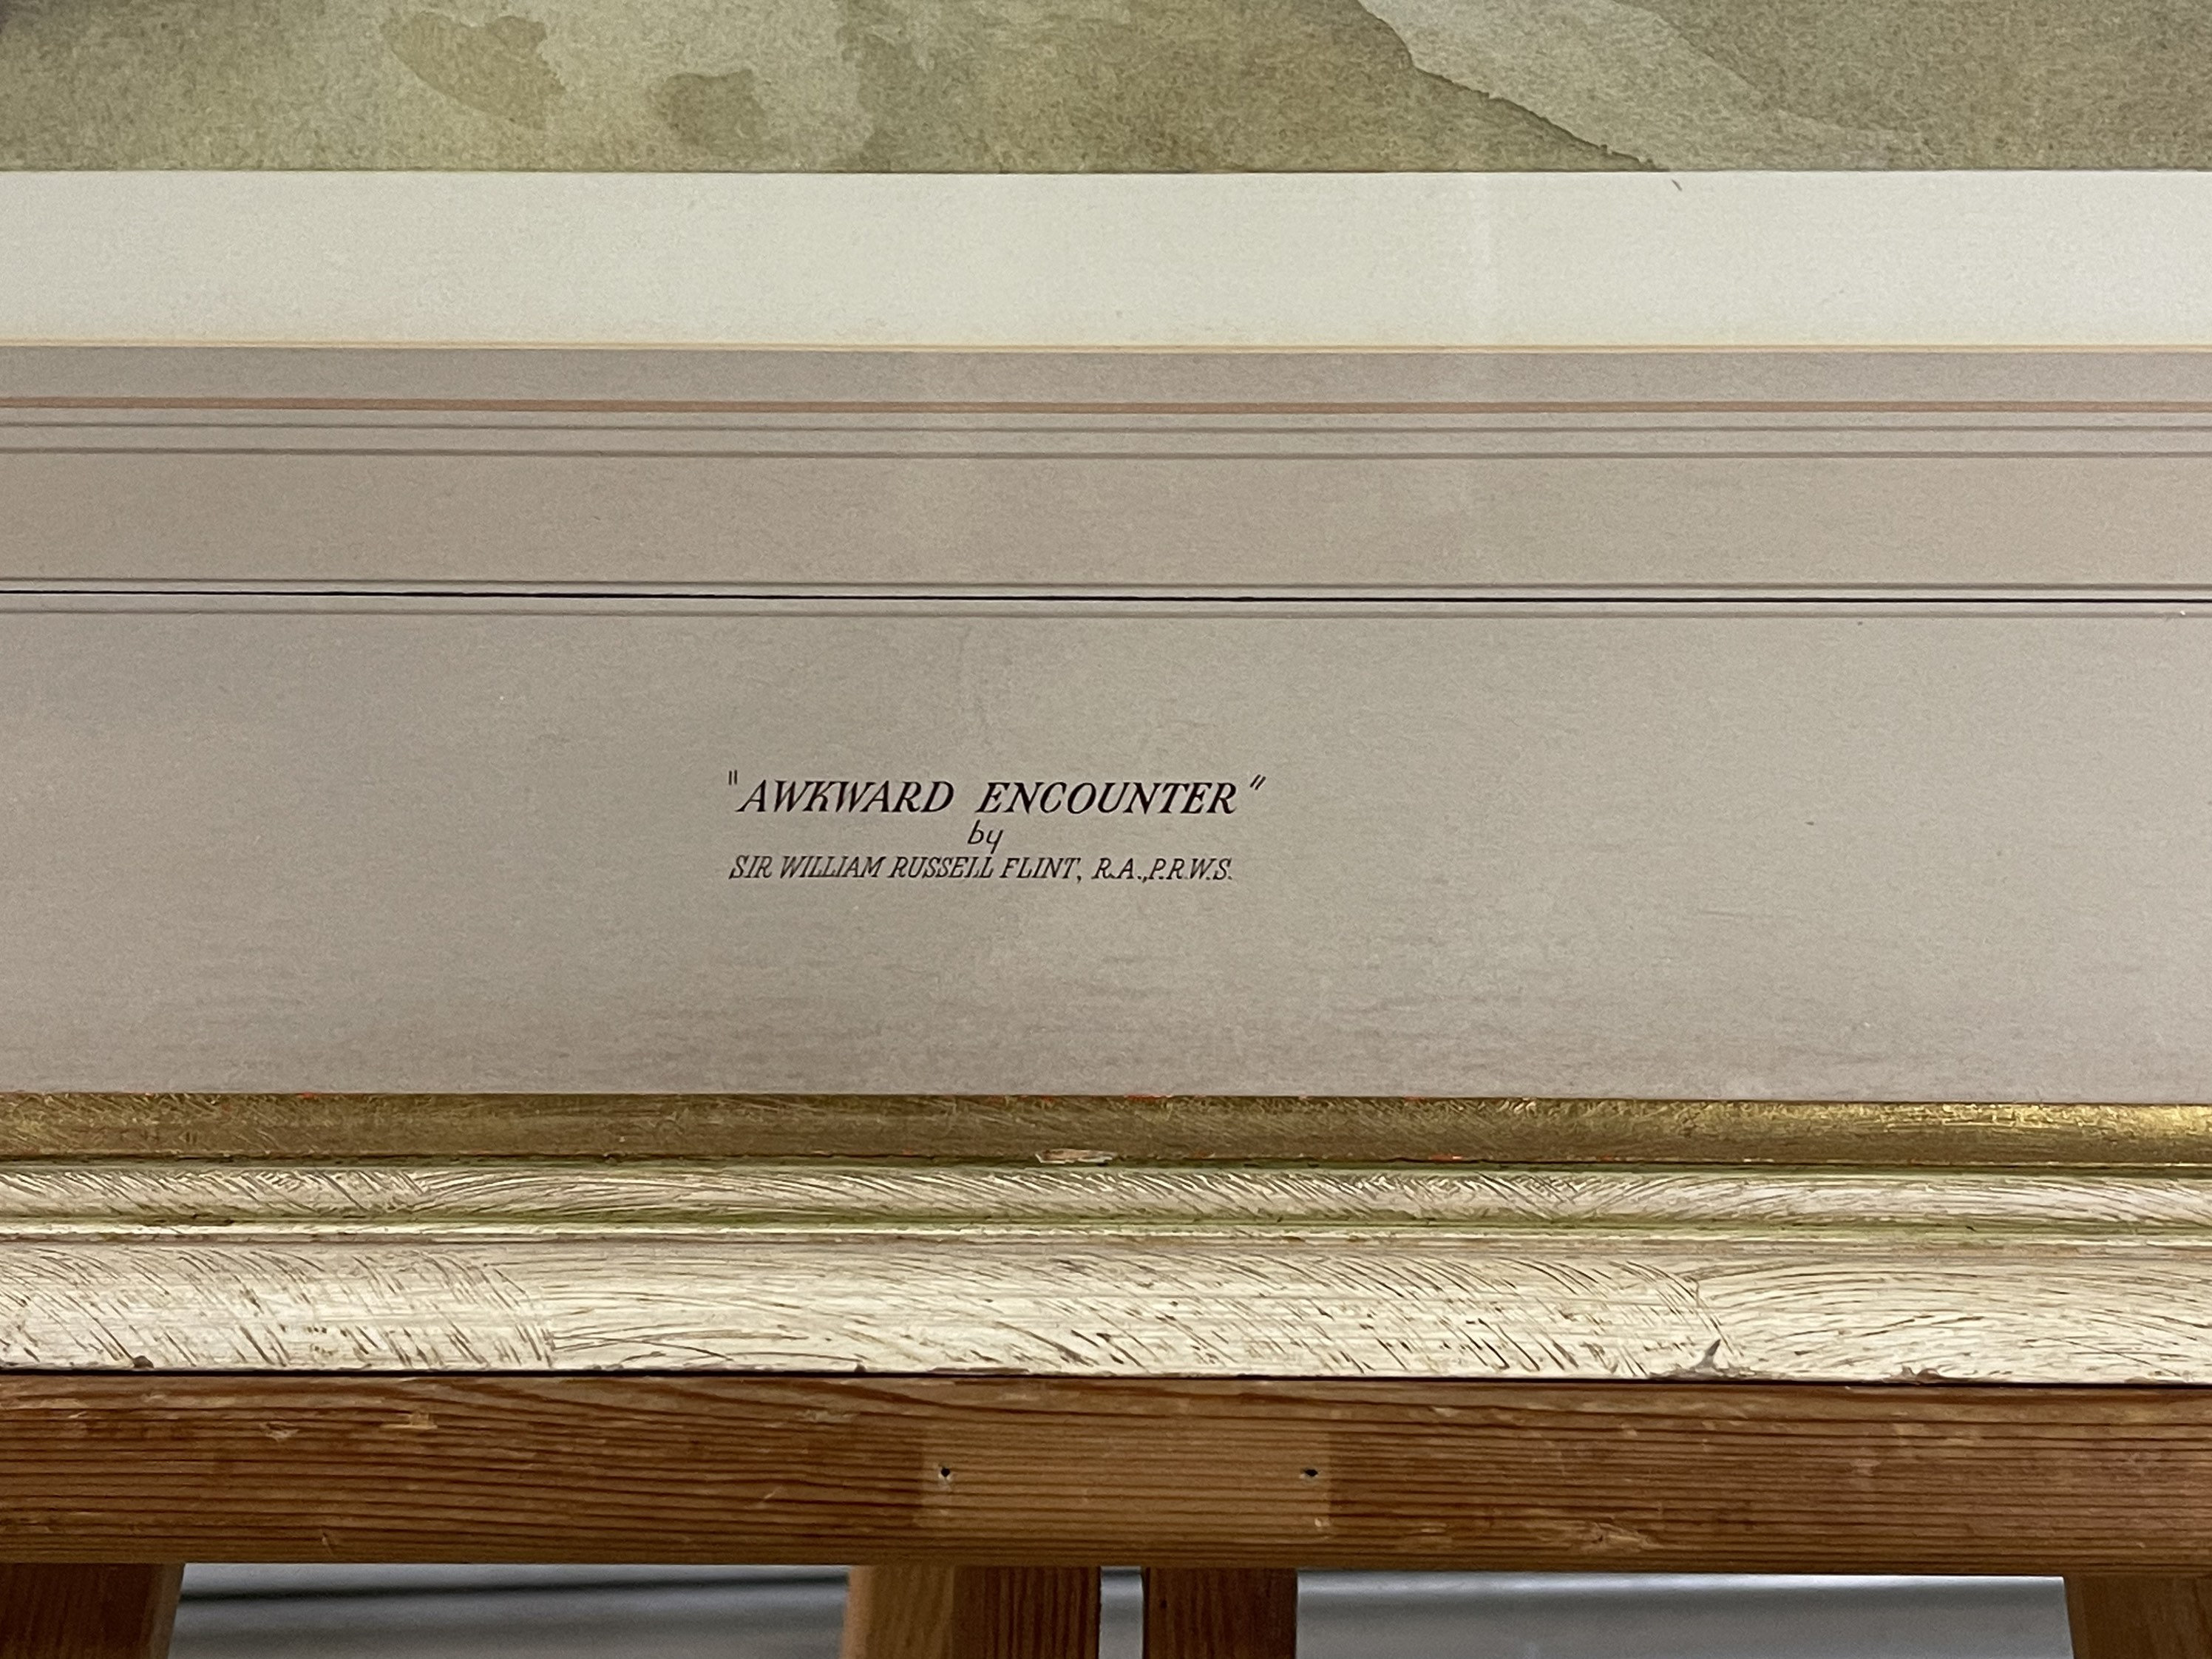 "AWKWARD ENCOUNTER"
by
SIR WILLIAM RUSSELL FLINT, R.A., P.R.W.S.